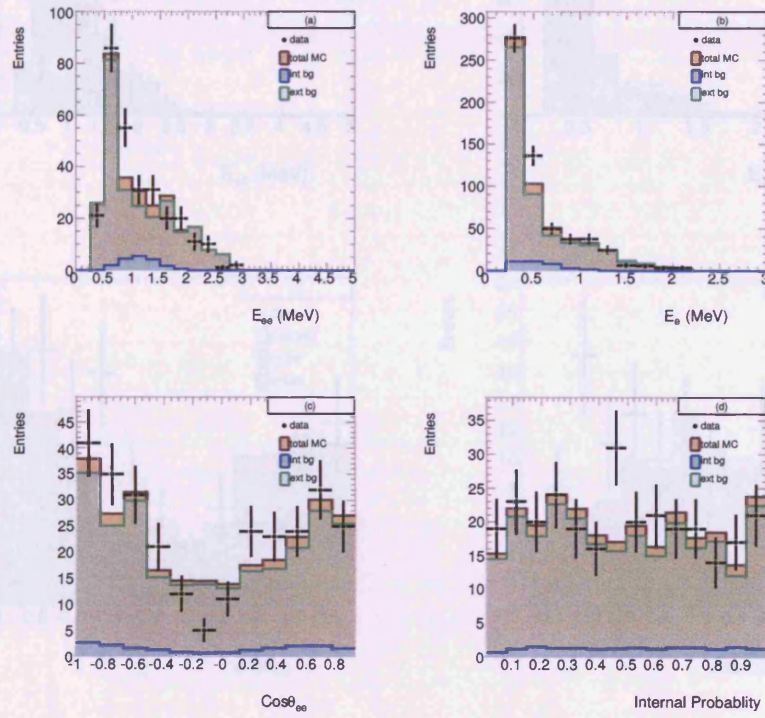 (a)
Entries
100
80
60
40
20
0
data
total MC
int bg
ext bg
0 0.5 1 1.5 2 2.5 3 3.5 4 4.5 5
E_ee (MeV)
(b)
Entries
300
250
200
150
100
50
0
data
total MC
int bg
ext bg
0 0.5 1 1.5 2 2.5 3
E_e (MeV)
(c)
Entries
45
40
35
30
25
20
15
10
5
0
data
total MC
int bg
ext bg
-1 -0.8 -0.6 -0.4 -0.2 -0 0.2 0.4 0.6 0.8
Cosθ_ee
(d)
Entries
35
30
25
20
15
10
5
0
data
total MC
int bg
ext bg
0.1 0.2 0.3 0.4 0.5 0.6 0.7 0.8 0.9
Internal Probablity